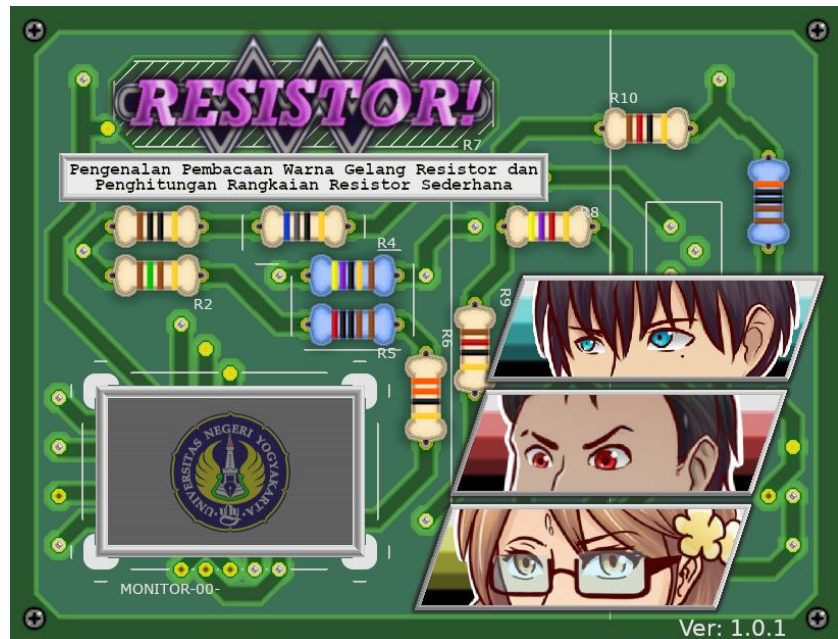 RESISTOR!
R10
R7
Pengenalan Pembacaan Warna Gelang Resistor dan
Penghitungan Rangkaian Resistor Sederhana
R8
R4
R2
R9
R6
R5
UNIVERSITAS NEGERI YOGYAKARTA
MONITOR-00-
Ver: 1.0.1